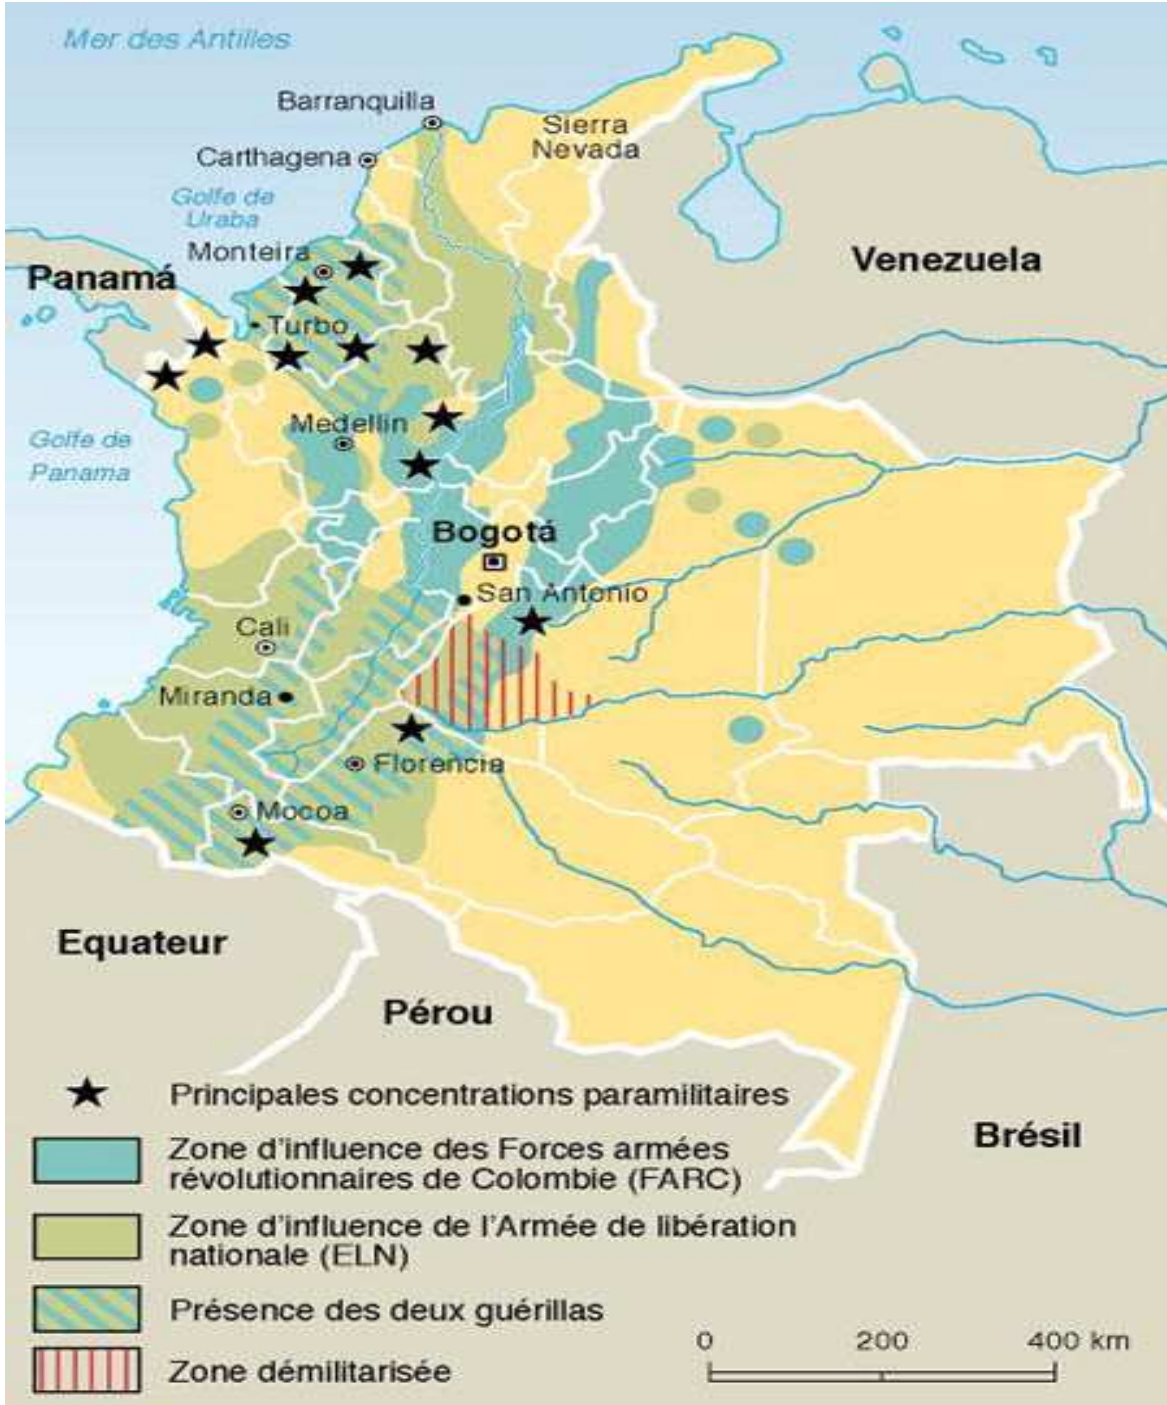 Mer des Antilles
Barranquilla
Sierra
Nevada
Carthagena
Golfe de
Uraba
Monteira
Panamá
Venezuela
Turbo
Medellin
Golfe de
Panama
Bogotá
San Antonio
Cali
Miranda
Florencia
Mocoa
Equateur
Pérou
Brésil
Principales concentrations paramilitaires
Zone d'influence des Forces armées
révolutionnaires de Colombie (FARC)
Zone d'influence de l'Armée de libération
nationale (ELN)
Présence des deux guérillas
Zone démilitarisée
0 200 400 km